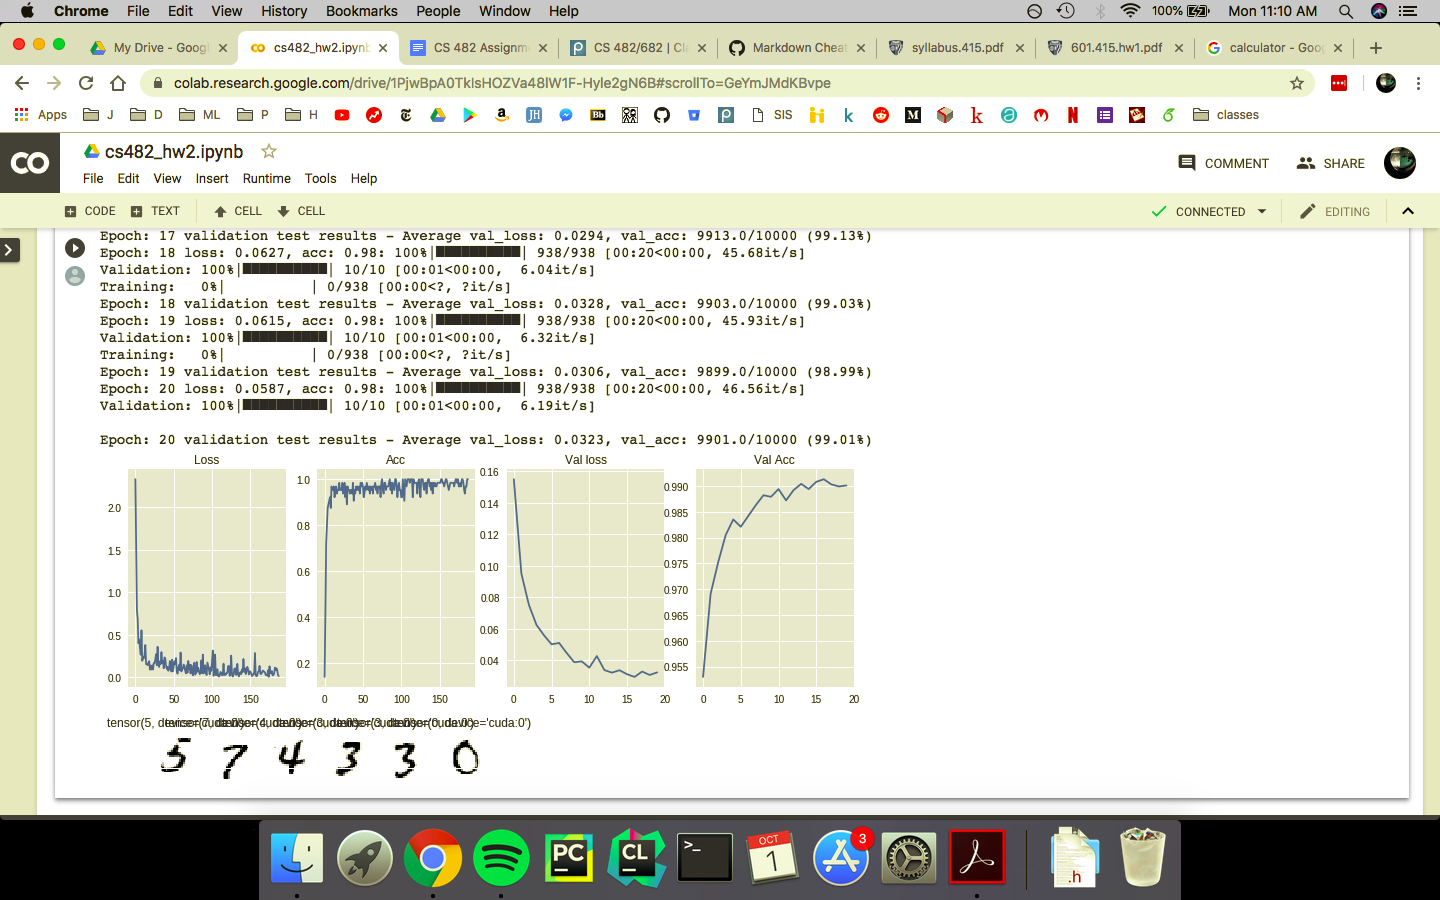 Chrome File Edit View History Bookmarks People Window Help 100% Mon 11:10 AM
My Drive - Goog cs482_hw2.ipynb CS 482 Assignm CS 482/682 | Cla Markdown Cheat syllabus.415.pdf 601.415.hw1.pdf calculator - Goog
colab.research.google.com/drive/1PjwBpA0TklsHOZVa48lW1F-Hyle2gN6B#scrollTo=GeYmJMdKBvpe
Apps J D ML P H SIS classes
CO cs482_hw2.ipynb
COMMENT SHARE
File Edit View Insert Runtime Tools Help
CODE TEXT CELL CELL CONNECTED EDITING
Epoch: 17 validation test results - Average val_loss: 0.0294, val_acc: 9913.0/10000 (99.13%)
Epoch: 18 loss: 0.0627, acc: 0.98: 100%|██████████| 938/938 [00:20<00:00, 45.68it/s]
Validation: 100%|██████████| 10/10 [00:01<00:00, 6.04it/s]
Training: 0%| | 0/938 [00:00<?, ?it/s]
Epoch: 18 validation test results - Average val_loss: 0.0328, val_acc: 9903.0/10000 (99.03%)
Epoch: 19 loss: 0.0615, acc: 0.98: 100%|██████████| 938/938 [00:20<00:00, 45.93it/s]
Validation: 100%|██████████| 10/10 [00:01<00:00, 6.32it/s]
Training: 0%| | 0/938 [00:00<?, ?it/s]
Epoch: 19 validation test results - Average val_loss: 0.0306, val_acc: 9899.0/10000 (98.99%)
Epoch: 20 loss: 0.0587, acc: 0.98: 100%|██████████| 938/938 [00:20<00:00, 46.56it/s]
Validation: 100%|██████████| 10/10 [00:01<00:00, 6.19it/s]
Epoch: 20 validation test results - Average val_loss: 0.0323, val_acc: 9901.0/10000 (99.01%)
Loss
2.0
1.5
1.0
0.5
0.0
0 50 100 150
Acc
1.0
0.8
0.6
0.4
0.2
0 50 100 150
Val loss
0.16
0.14
0.12
0.10
0.08
0.06
0.04
0 5 10 15 20
Val Acc
0.990
0.985
0.980
0.975
0.970
0.965
0.960
0.955
0 5 10 15 20
tensor(5, device='cuda:0')
5 7 4 3 3 0
PC CL >_ OCT 1 3 .h